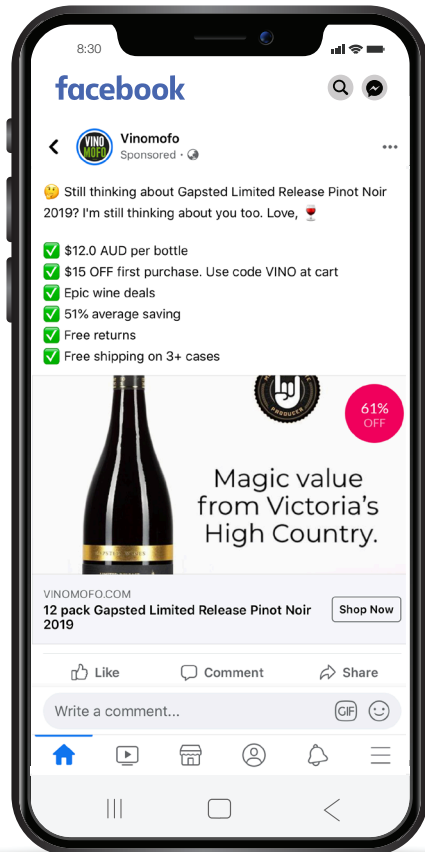 8:30
facebook
VINO
MOFO
Vinomofo
Sponsored ·
🤔 Still thinking about Gapsted Limited Release Pinot Noir
2019? I'm still thinking about you too. Love, 🍷
✅ $12.0 AUD per bottle
✅ $15 OFF first purchase. Use code VINO at cart
✅ Epic wine deals
✅ 51% average saving
✅ Free returns
✅ Free shipping on 3+ cases
PRODUCER
61%
OFF
Magic value
from Victoria's
High Country.
VINOMOFO.COM
12 pack Gapsted Limited Release Pinot Noir
2019
Shop Now
Like
Comment
Share
Write a comment...
GIF